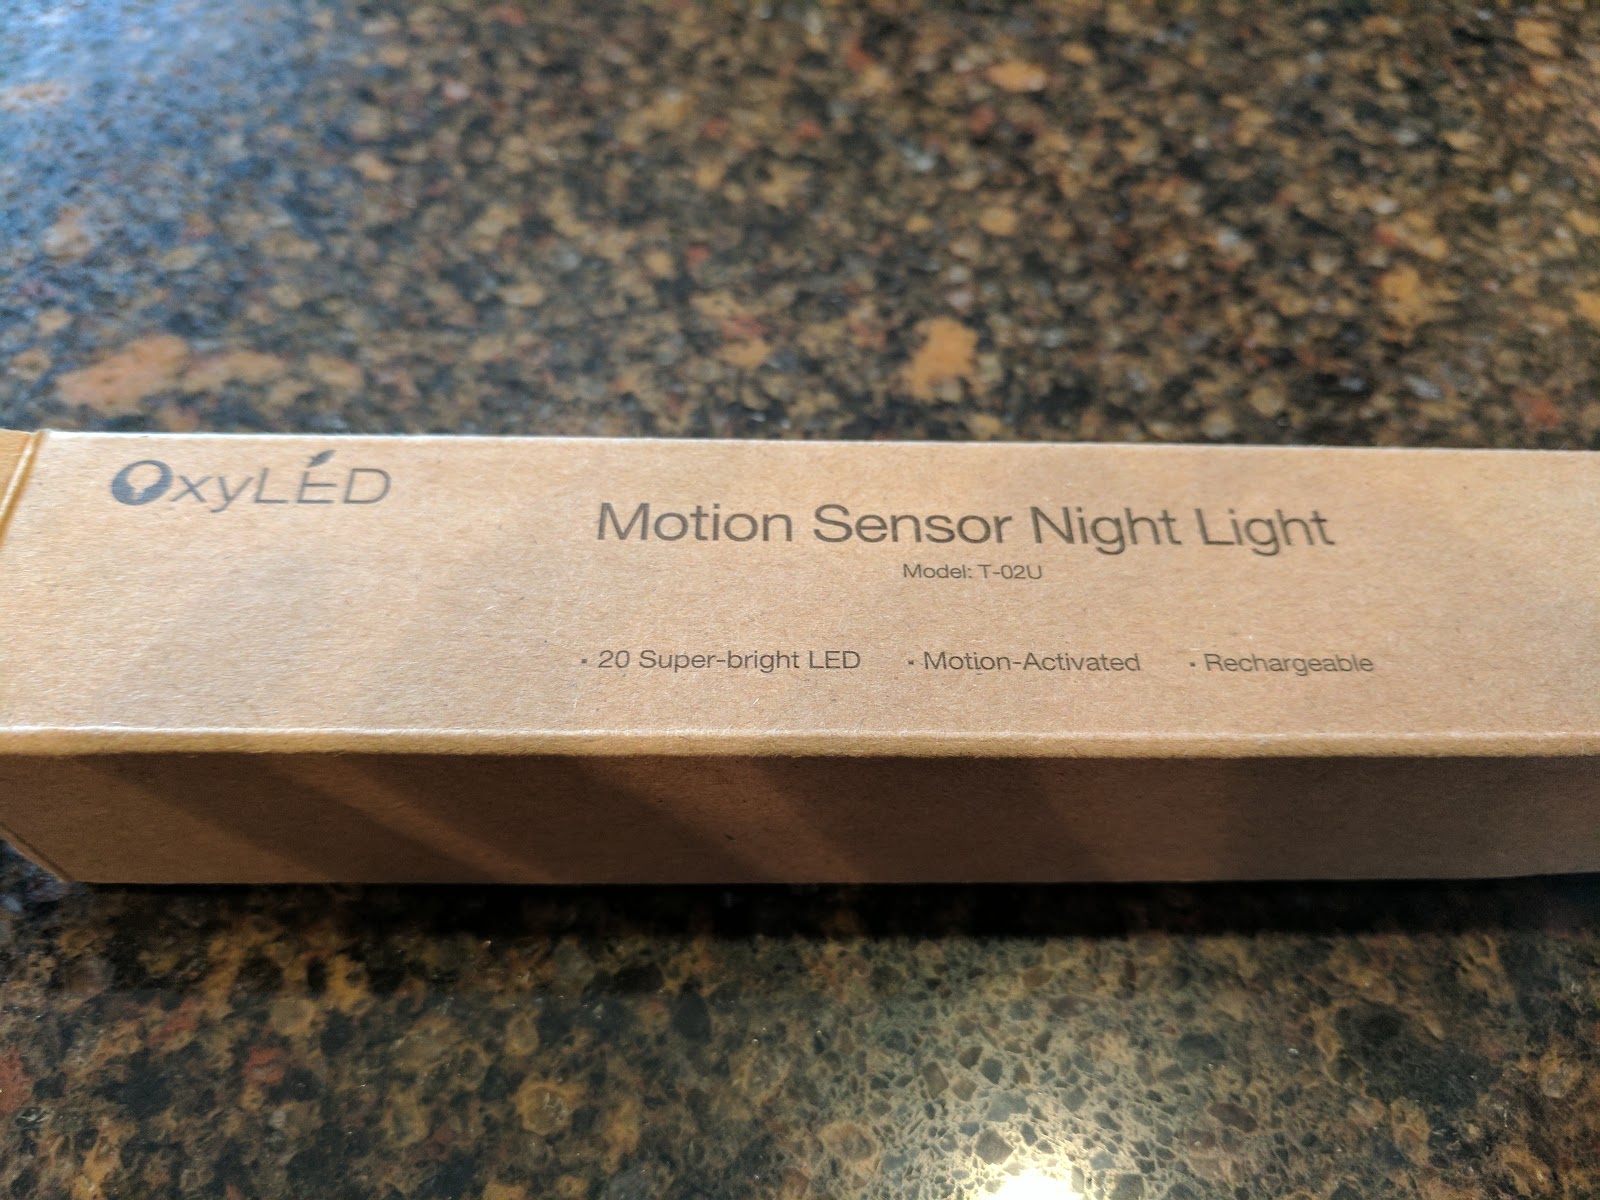 OxyLED
Motion Sensor Night Light
Model: T-02U
· 20 Super-bright LED · Motion-Activated · Rechargeable